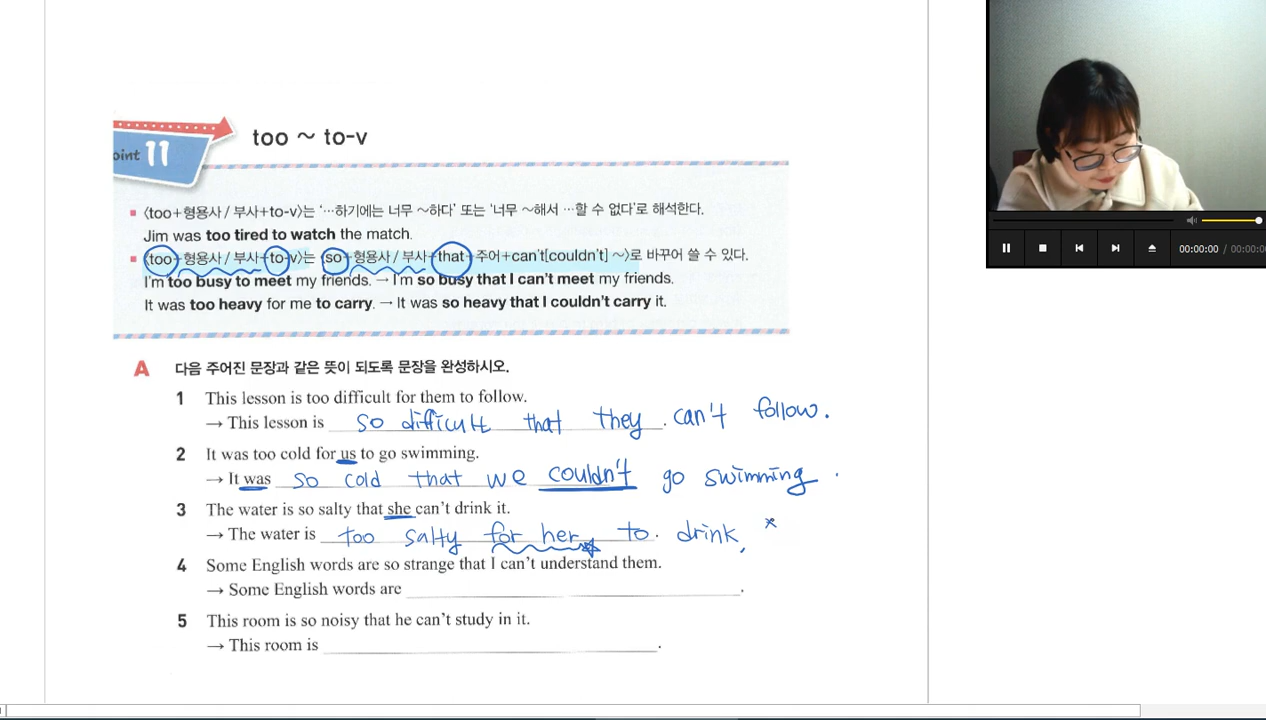 oint 11
too ~ to-v
▪ 〈too+형용사 / 부사+to-v〉는 '…하기에는 너무 ~하다' 또는 '너무 ~해서 …할 수 없다'로 해석한다.
Jim was too tired to watch the match.
▪ 〈too+형용사 / 부사+to-v〉는 〈so+형용사 / 부사+that+주어+can't[couldn't] ~〉로 바꾸어 쓸 수 있다.
I'm too busy to meet my friends. → I'm so busy that I can't meet my friends.
It was too heavy for me to carry. → It was so heavy that I couldn't carry it.
A 다음 주어진 문장과 같은 뜻이 되도록 문장을 완성하시오.
1 This lesson is too difficult for them to follow.
→ This lesson is so difficult that they can't follow.
2 It was too cold for us to go swimming.
→ It was so cold that we couldn't go swimming.
3 The water is so salty that she can't drink it.
→ The water is too salty for her to drink.
4 Some English words are so strange that I can't understand them.
→ Some English words are ___.
5 This room is so noisy that he can't study in it.
→ This room is ___.
00:00:00 / 00:00:0